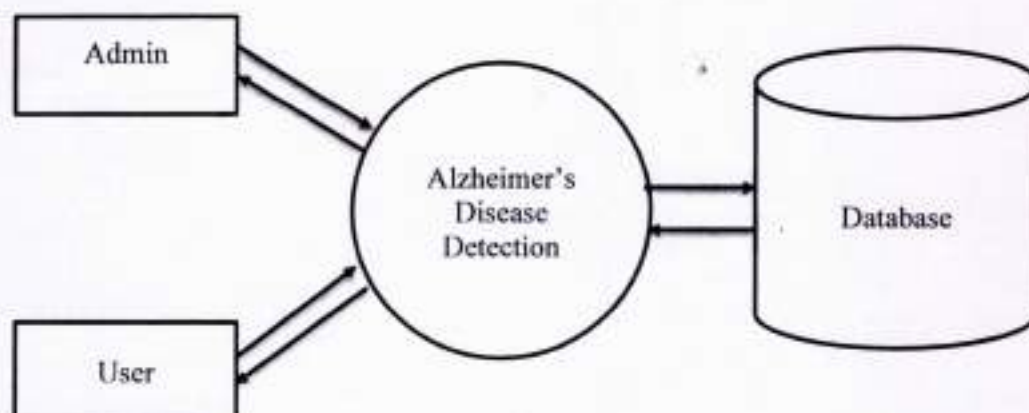 Admin
Alzheimer's
Disease
Detection
Database
User